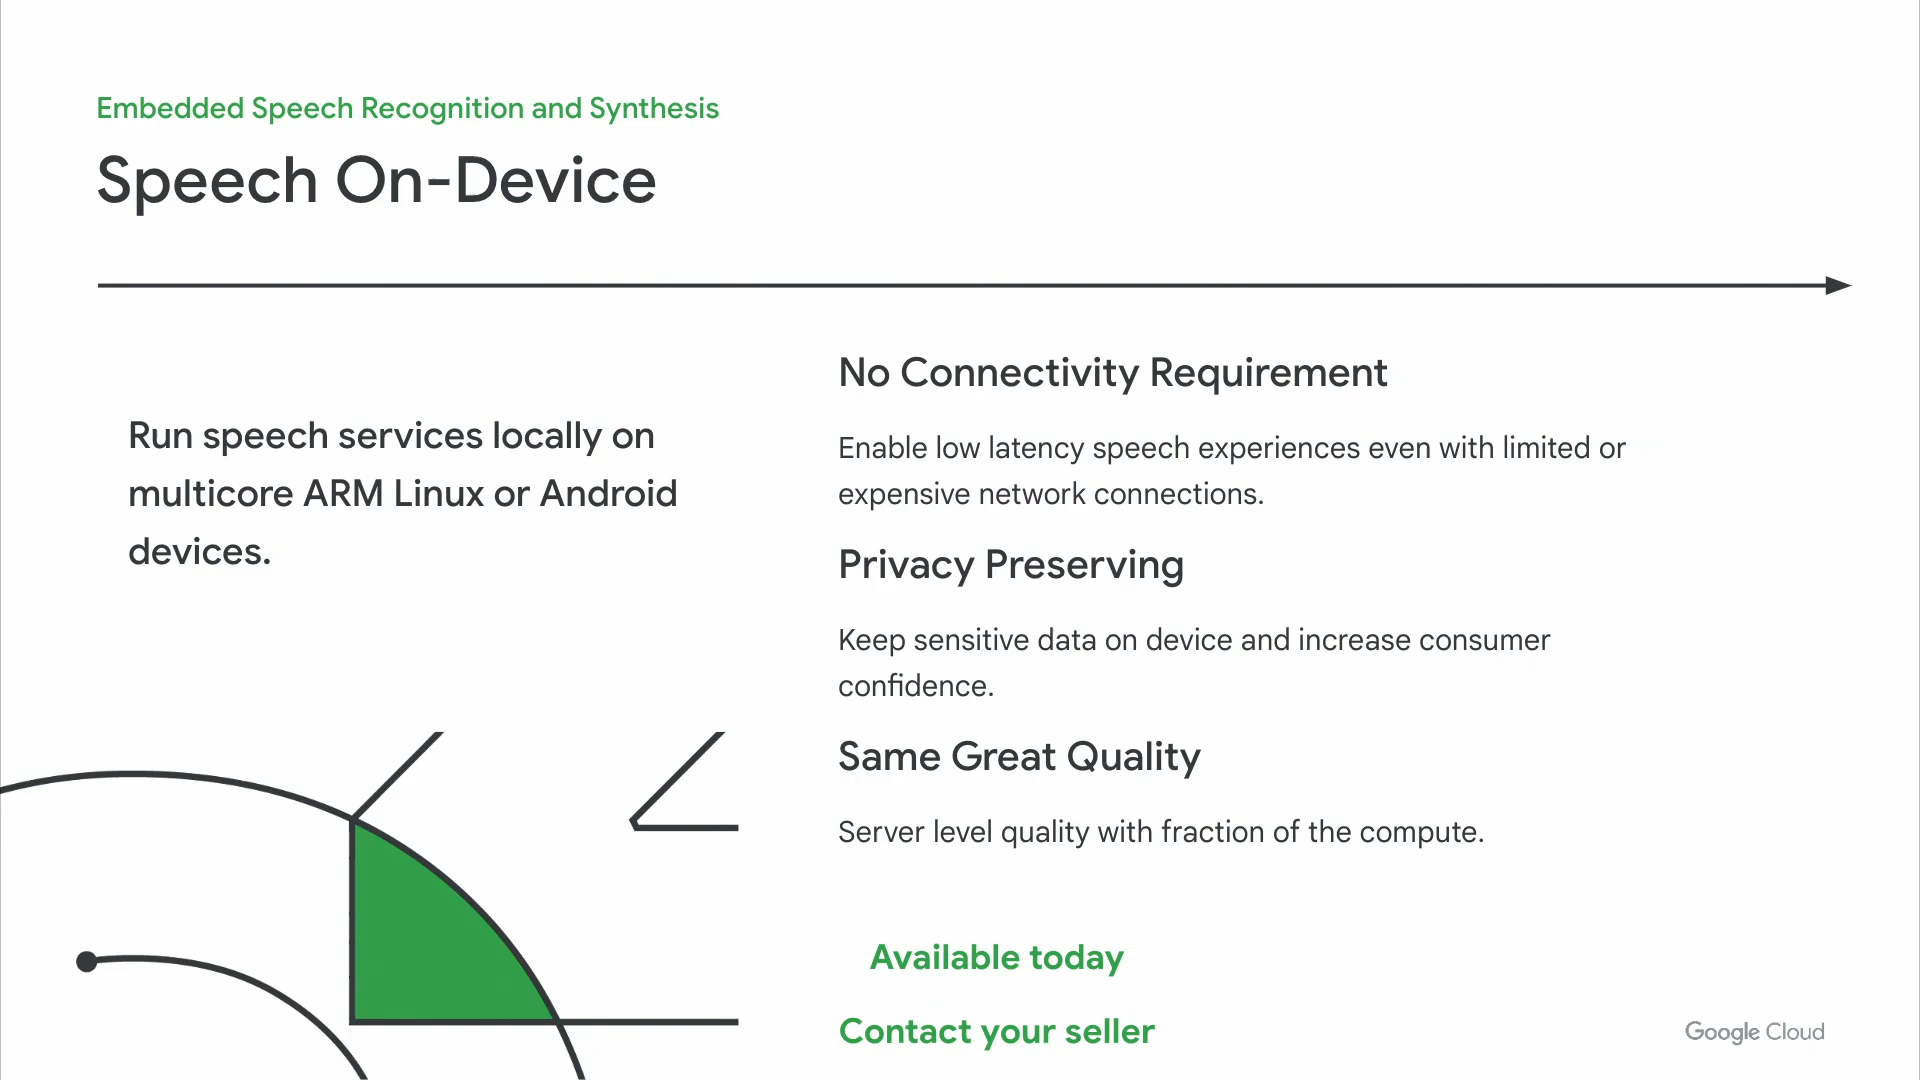 Embedded Speech Recognition and Synthesis
Speech On-Device
Run speech services locally on
multicore ARM Linux or Android
devices.
No Connectivity Requirement
Enable low latency speech experiences even with limited or
expensive network connections.
Privacy Preserving
Keep sensitive data on device and increase consumer
confidence.
Same Great Quality
Server level quality with fraction of the compute.
Available today
Contact your seller
Google Cloud